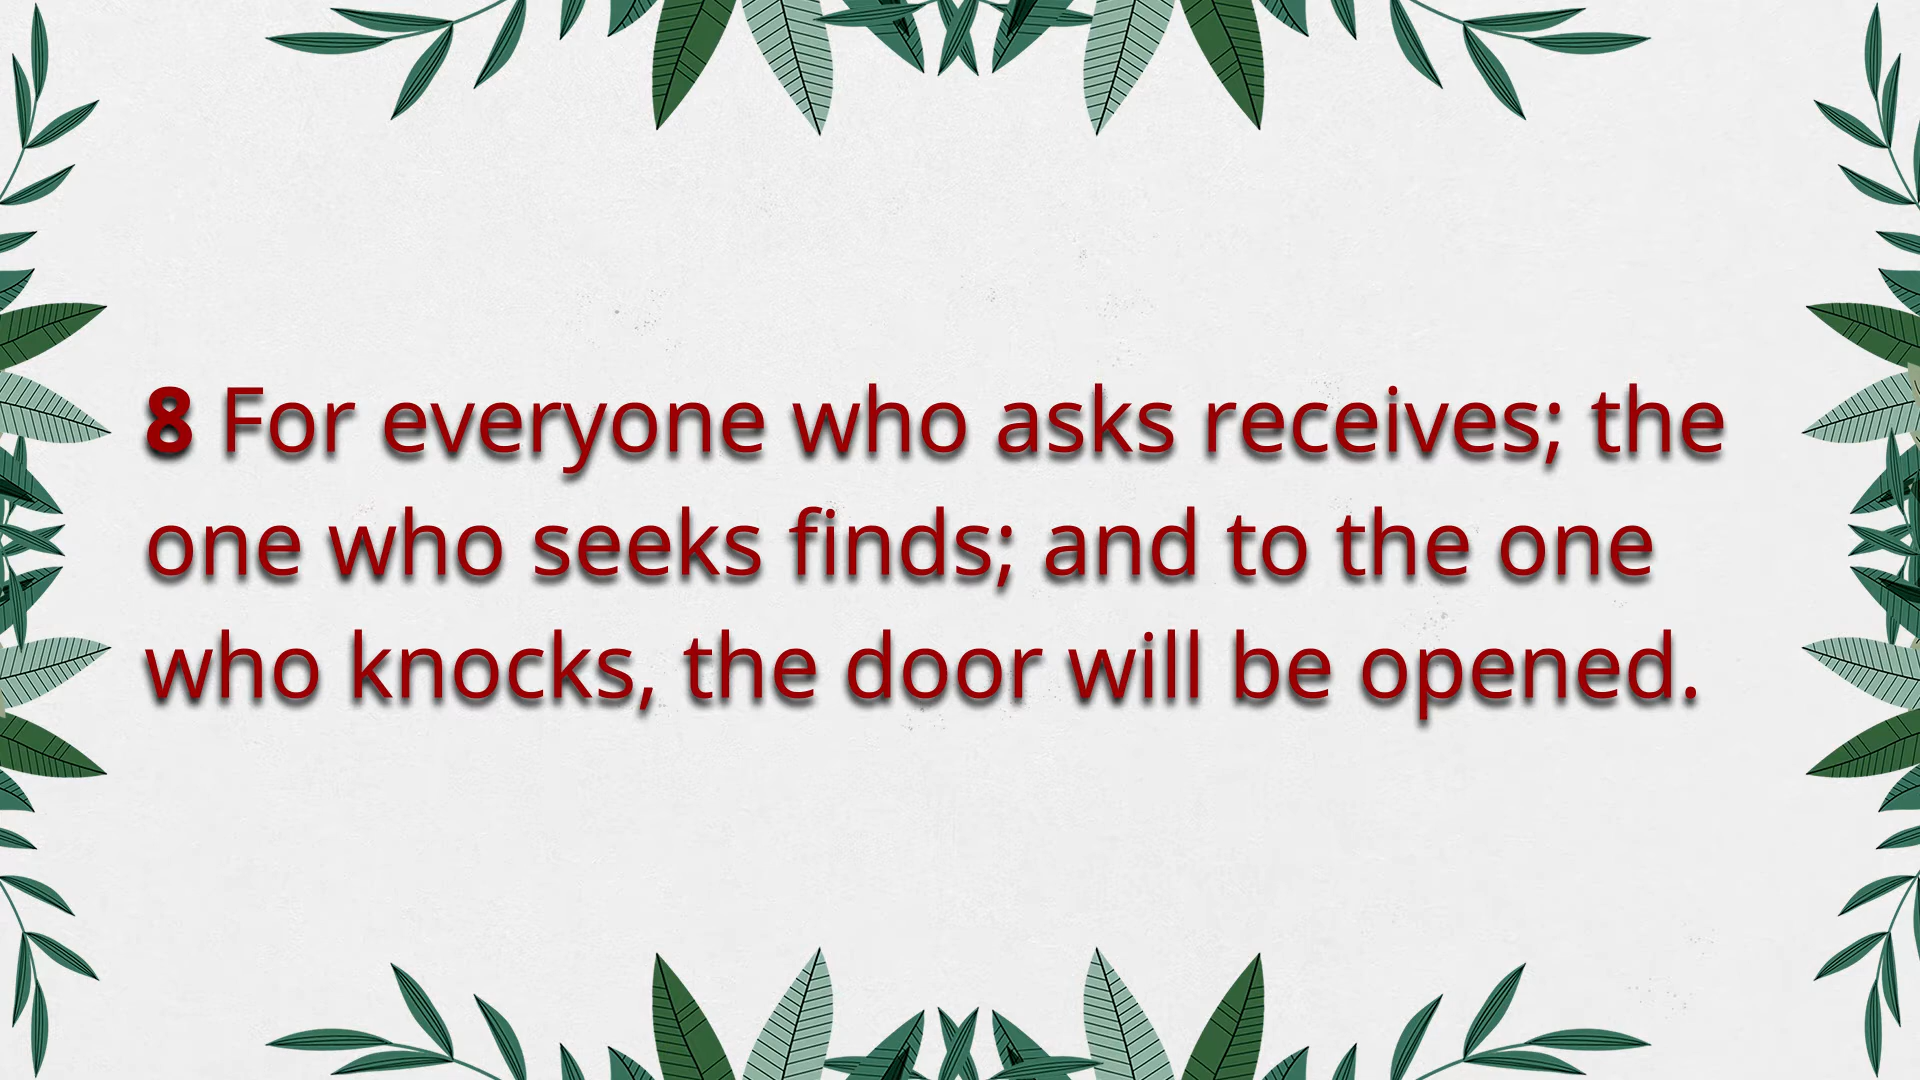 8 For everyone who asks receives; the
one who seeks finds; and to the one
who knocks, the door will be opened.